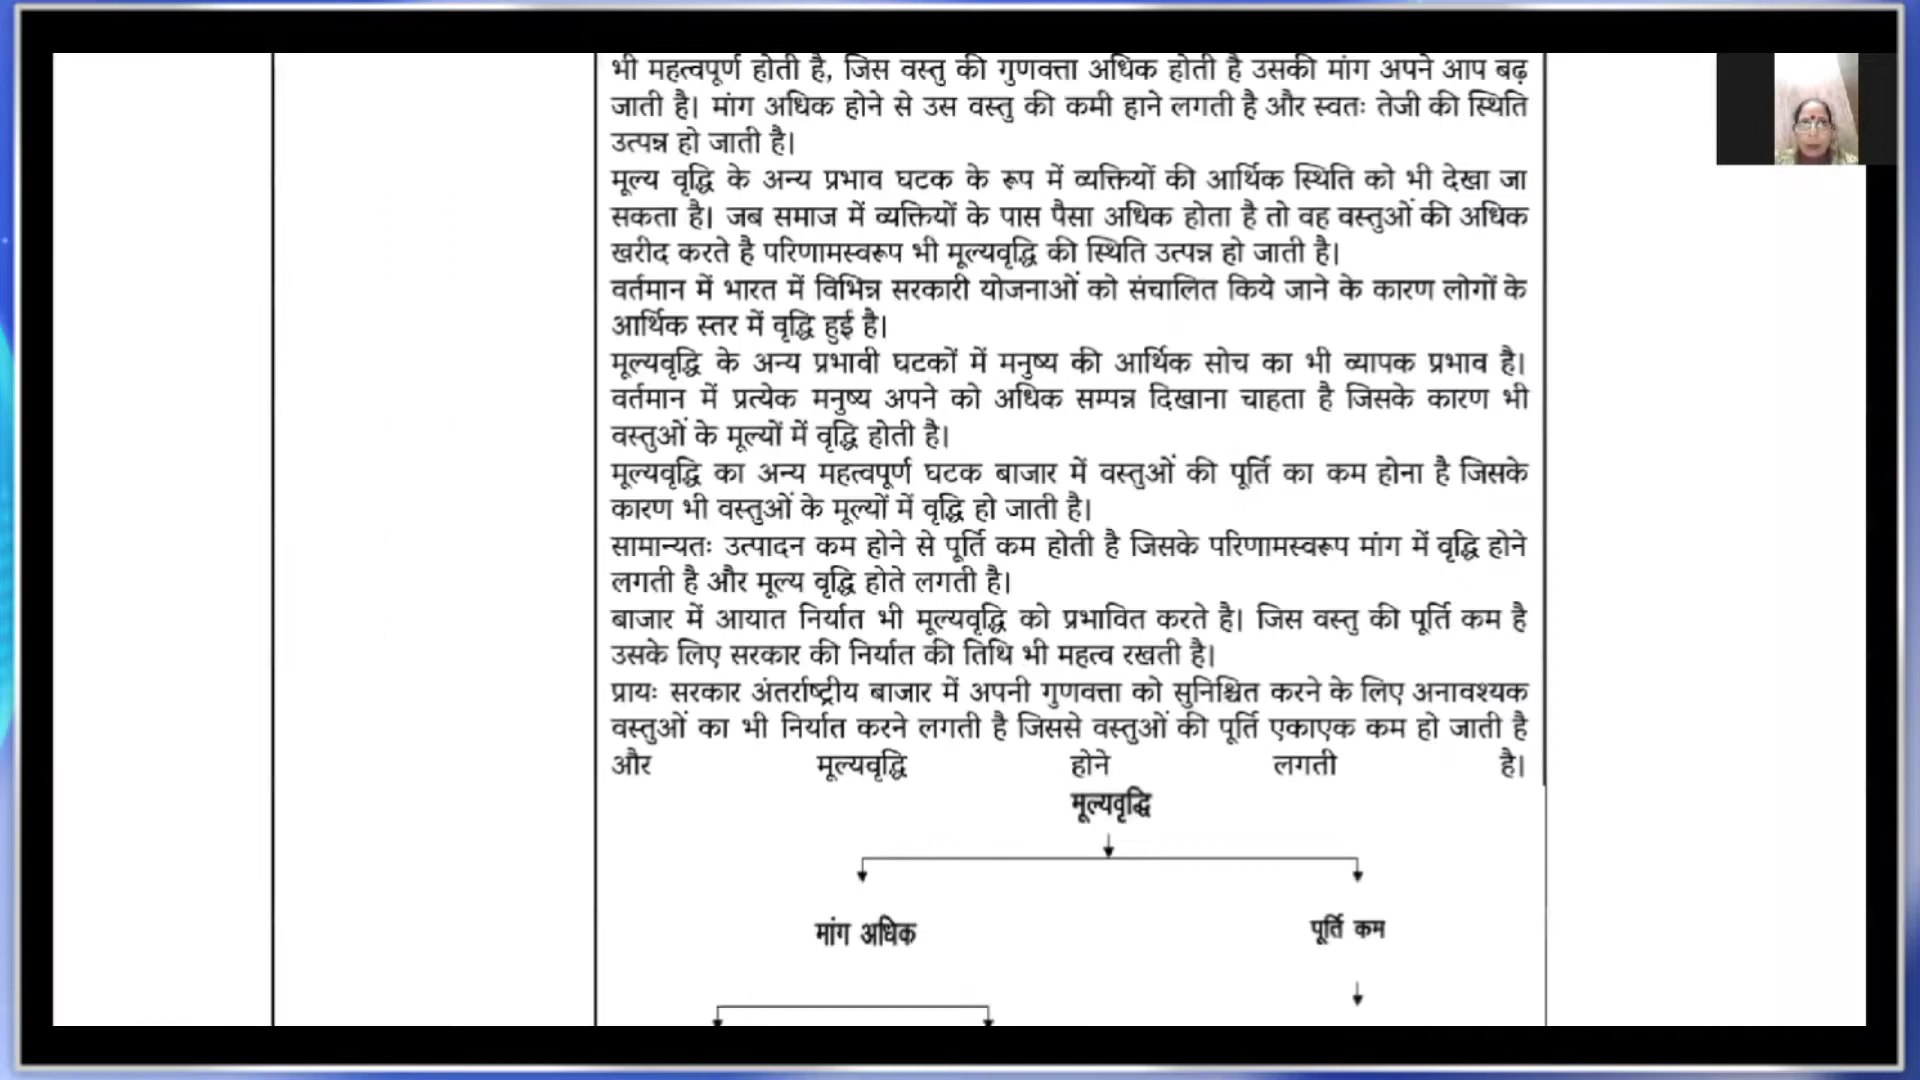 भी महत्वपूर्ण होती है, जिस वस्तु की गुणवत्ता अधिक होती है उसकी मांग अपने आप बढ़
जाती है। मांग अधिक होने से उस वस्तु की कमी हाने लगती है और स्वतः तेजी की स्थिति
उत्पन्न हो जाती है।
मूल्य वृद्धि के अन्य प्रभाव घटक के रूप में व्यक्तियों की आर्थिक स्थिति को भी देखा जा
सकता है। जब समाज में व्यक्तियों के पास पैसा अधिक होता है तो वह वस्तुओं की अधिक
खरीद करते है परिणामस्वरूप भी मूल्यवृद्धि की स्थिति उत्पन्न हो जाती है।
वर्तमान में भारत में विभिन्न सरकारी योजनाओं को संचालित किये जाने के कारण लोगों के
आर्थिक स्तर में वृद्धि हुई है।
मूल्यवृद्धि के अन्य प्रभावी घटकों में मनुष्य की आर्थिक सोच का भी व्यापक प्रभाव है।
वर्तमान में प्रत्येक मनुष्य अपने को अधिक सम्पन्न दिखाना चाहता है जिसके कारण भी
वस्तुओं के मूल्यों में वृद्धि होती है।
मूल्यवृद्धि का अन्य महत्वपूर्ण घटक बाजार में वस्तुओं की पूर्ति का कम होना है जिसके
कारण भी वस्तुओं के मूल्यों में वृद्धि हो जाती है।
सामान्यतः उत्पादन कम होने से पूर्ति कम होती है जिसके परिणामस्वरूप मांग में वृद्धि होने
लगती है और मूल्य वृद्धि होते लगती है।
बाजार में आयात निर्यात भी मूल्यवृद्धि को प्रभावित करते है। जिस वस्तु की पूर्ति कम है
उसके लिए सरकार की निर्यात की तिथि भी महत्व रखती है।
प्रायः सरकार अंतर्राष्ट्रीय बाजार में अपनी गुणवत्ता को सुनिश्चित करने के लिए अनावश्यक
वस्तुओं का भी निर्यात करने लगती है जिससे वस्तुओं की पूर्ति एकाएक कम हो जाती है
और मूल्यवृद्धि होने लगती है।
मूल्यवृद्धि
मांग अधिक
पूर्ति कम